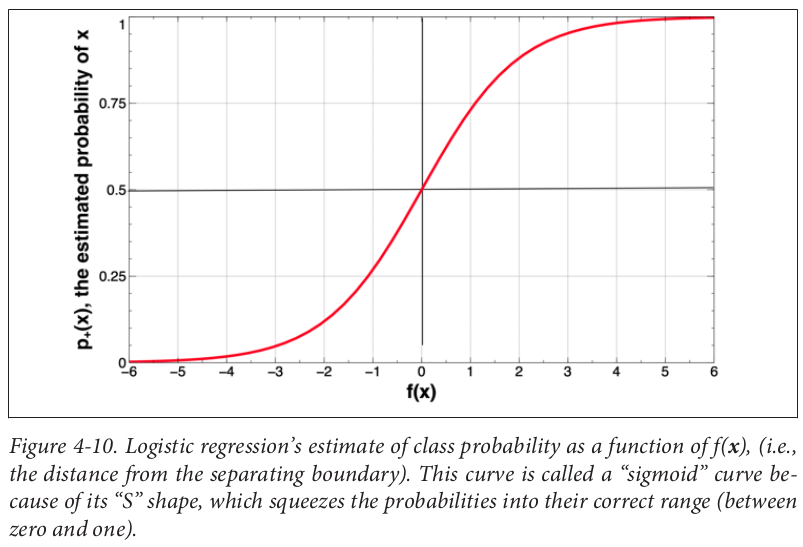 p₊(x), the estimated probability of x
1
0.75
0.5
0.25
0
−6 −5 −4 −3 −2 −1 0 1 2 3 4 5 6
f(x)
Figure 4-10. Logistic regression’s estimate of class probability as a function of f(x), (i.e.,
the distance from the separating boundary). This curve is called a “sigmoid” curve be‐
cause of its “S” shape, which squeezes the probabilities into their correct range (between
zero and one).